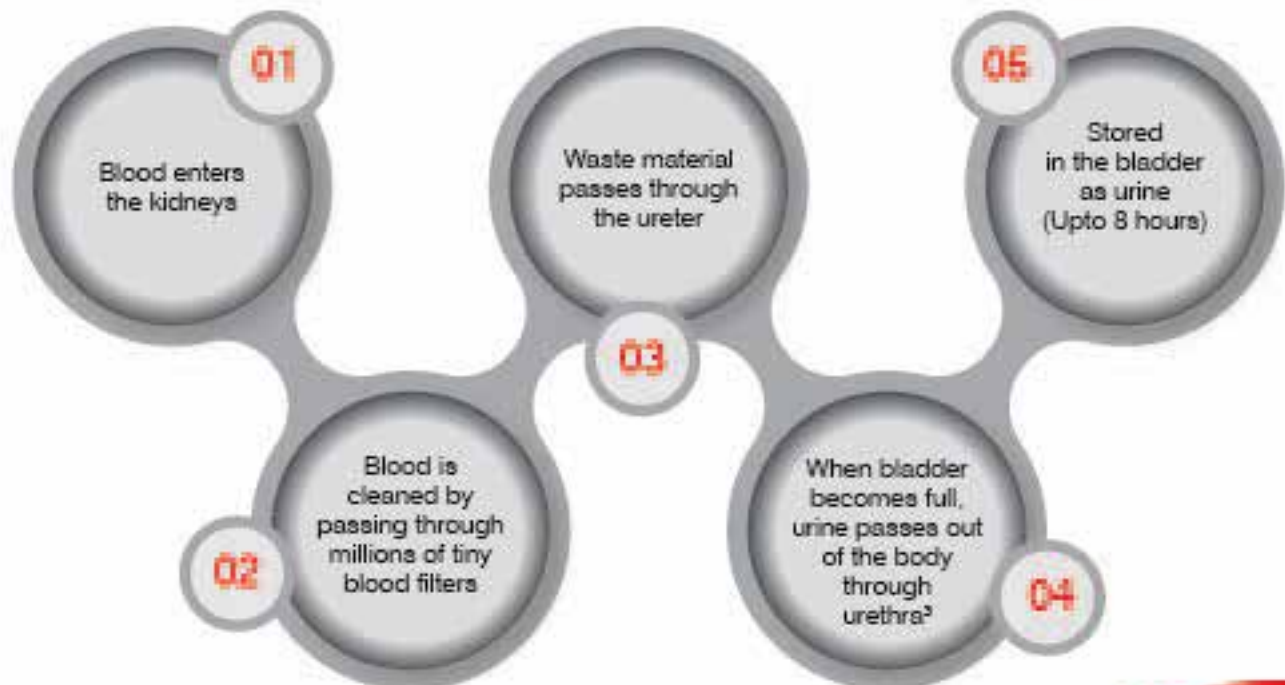 01
Blood enters
the kidneys
02
Blood is
cleaned by
passing through
millions of tiny
blood filters
03
Waste material
passes through
the ureter
04
When bladder
becomes full,
urine passes out
of the body
through
urethra³
05
Stored
in the bladder
as urine
(Upto 8 hours)